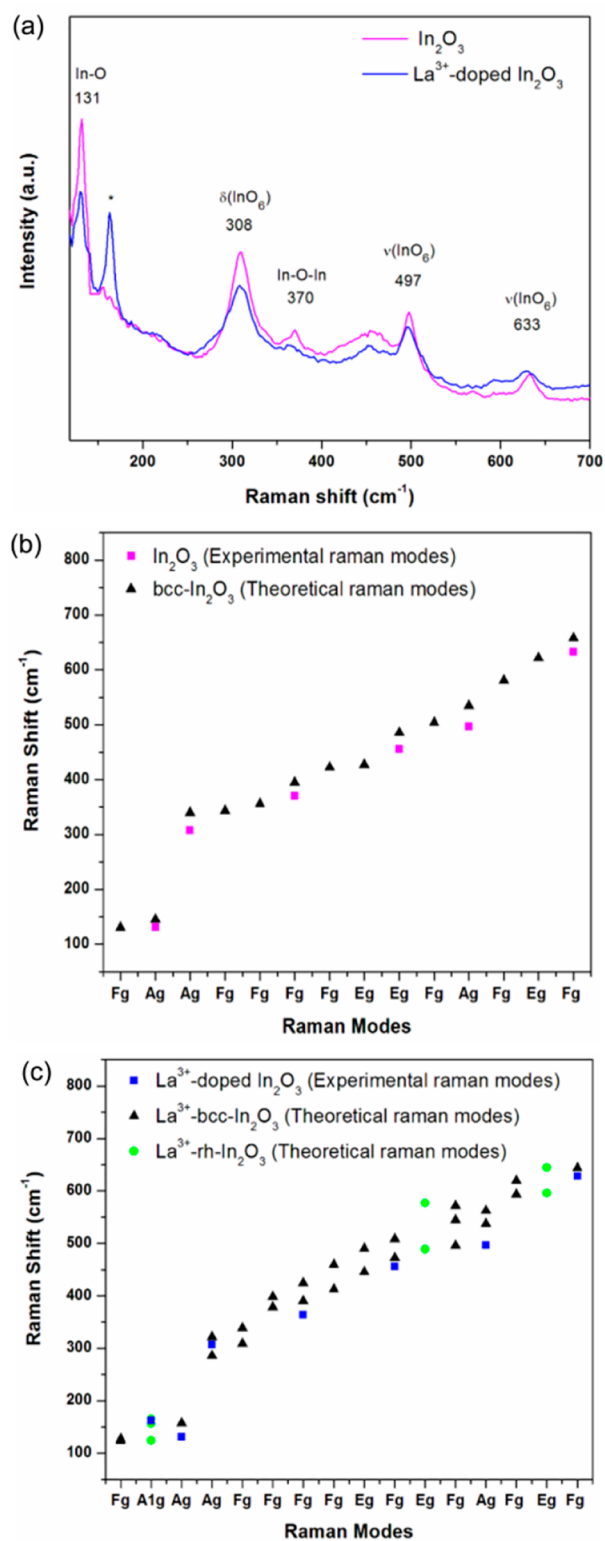 (a)
In₂O₃
La³⁺-doped In₂O₃
In-O
131
*
δ(InO₆)
308
In-O-In
370
ν(InO₆)
497
ν(InO₆)
633
Intensity (a.u.)
200 300 400 500 600 700
Raman shift (cm⁻¹)
(b)
In₂O₃ (Experimental raman modes)
bcc-In₂O₃ (Theoretical raman modes)
Raman Shift (cm⁻¹)
800
700
600
500
400
300
200
100
Fg Ag Ag Fg Fg Fg Fg Eg Eg Fg Ag Fg Eg Fg
Raman Modes
(c)
La³⁺-doped In₂O₃ (Experimental raman modes)
La³⁺-bcc-In₂O₃ (Theoretical raman modes)
La³⁺-rh-In₂O₃ (Theoretical raman modes)
Raman Shift (cm⁻¹)
800
700
600
500
400
300
200
100
Fg A1g Ag Ag Fg Fg Fg Fg Eg Fg Eg Fg Ag Fg Eg Fg
Raman Modes